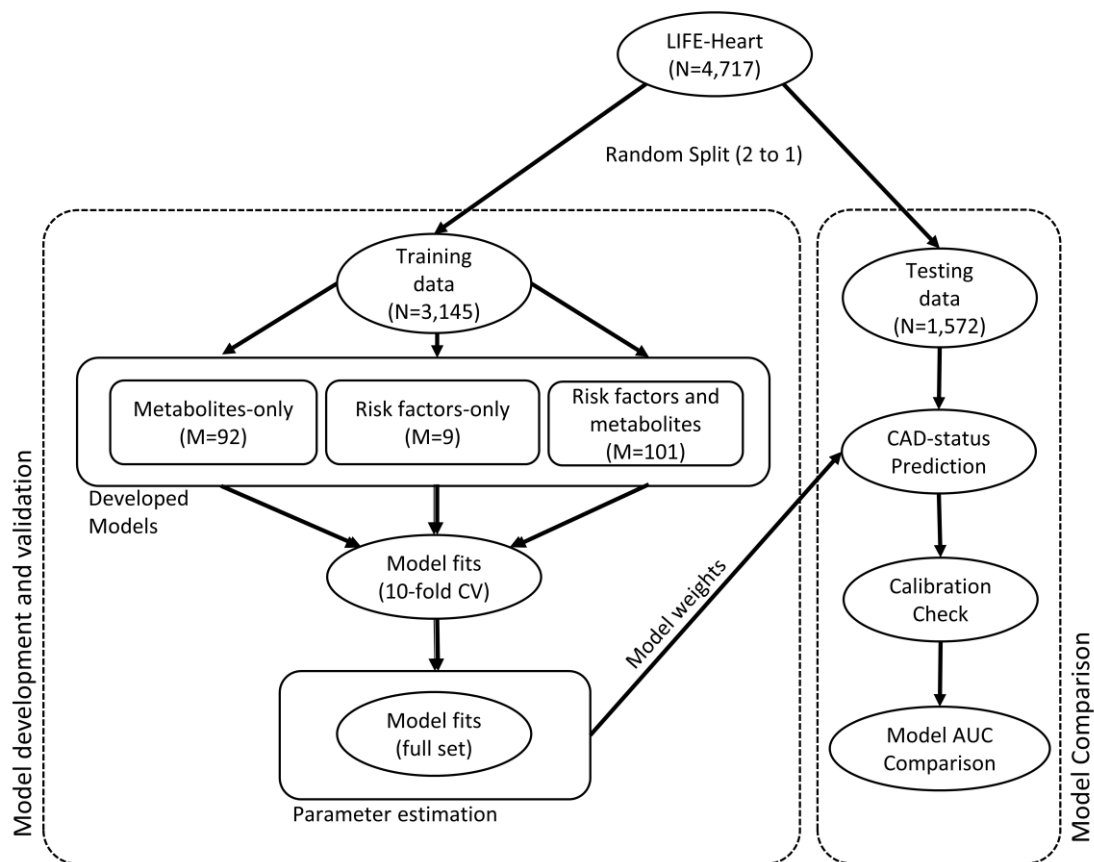 LIFE-Heart
(N=4,717)
Random Split (2 to 1)
Training
data
(N=3,145)
Testing
data
(N=1,572)
Metabolites-only
(M=92)
Risk factors-only
(M=9)
Risk factors and
metabolites
(M=101)
Developed
Models
CAD-status
Prediction
Model fits
(10-fold CV)
Model weights
Calibration
Check
Model fits
(full set)
Model AUC
Comparison
Parameter estimation
Model development and validation
Model Comparison